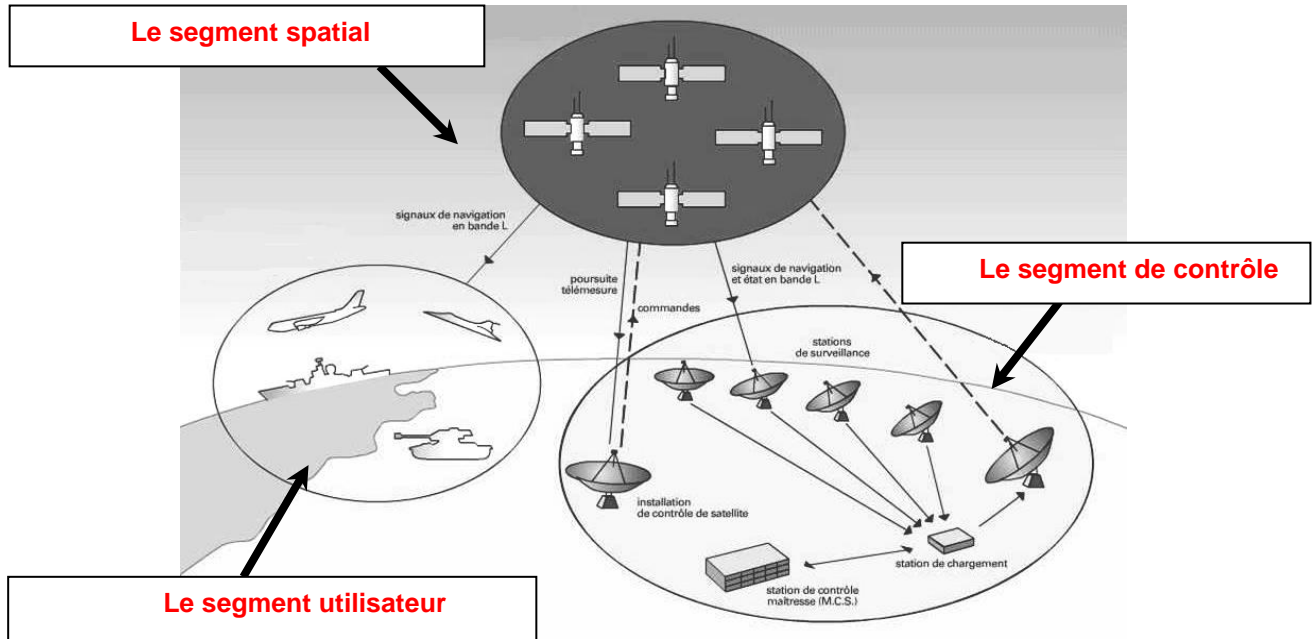 Le segment spatial
signaux de navigation
en bande L
poursuite
télémesure
commandes
signaux de navigation
et état en bande L
Le segment de contrôle
stations
de surveillance
installation
de contrôle de satellite
station de chargement
station de contrôle
maîtresse (M.C.S.)
Le segment utilisateur